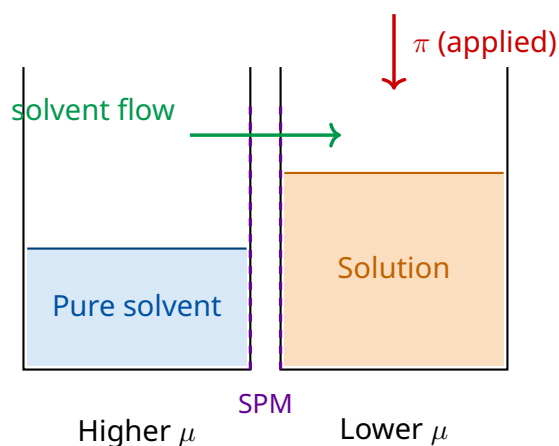 π (applied)
solvent flow
Solution
Pure solvent
SPM
Higher μ
Lower μ